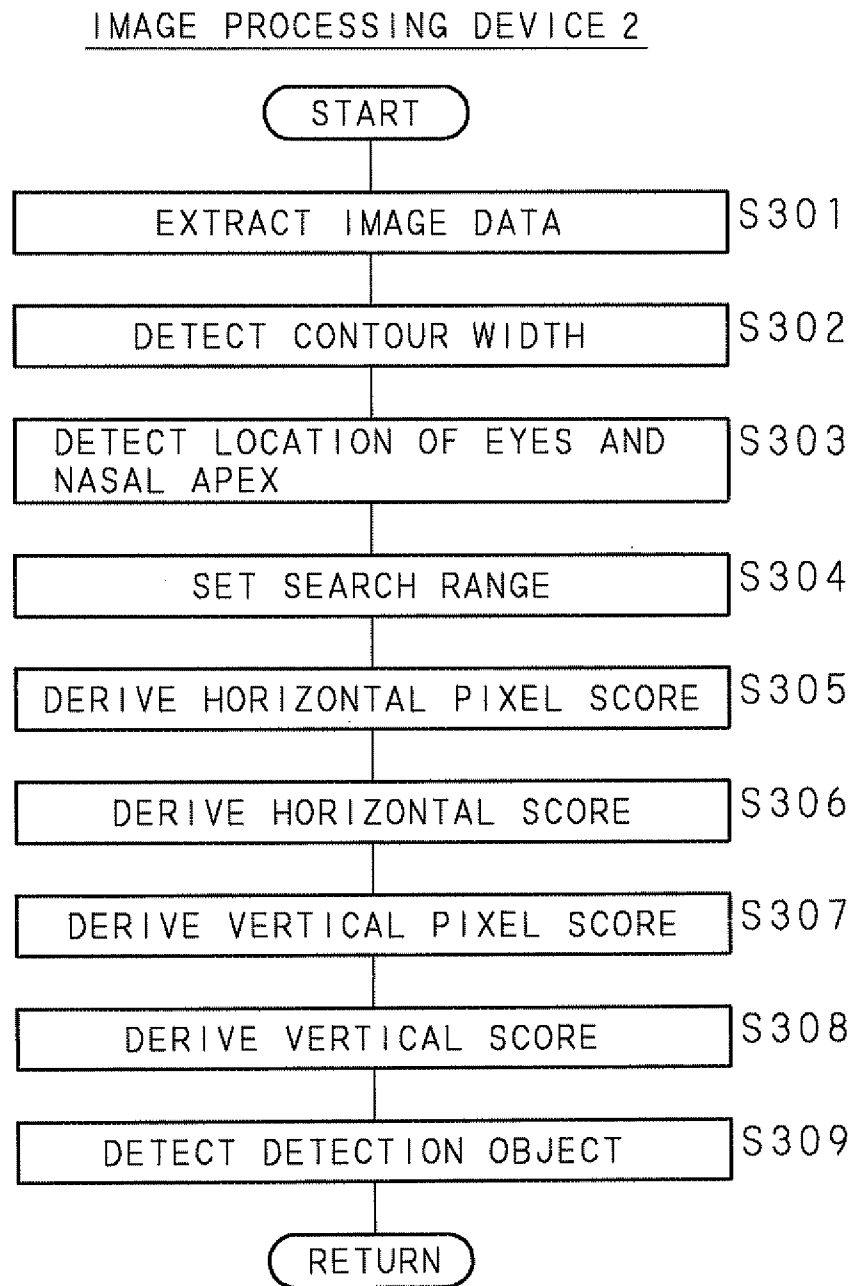 IMAGE PROCESSING DEVICE 2
START
EXTRACT IMAGE DATA S301
DETECT CONTOUR WIDTH S302
DETECT LOCATION OF EYES AND S303
NASAL APEX
SET SEARCH RANGE S304
DERIVE HORIZONTAL PIXEL SCORE S305
DERIVE HORIZONTAL SCORE S306
DERIVE VERTICAL PIXEL SCORE S307
DERIVE VERTICAL SCORE S308
DETECT DETECTION OBJECT S309
RETURN